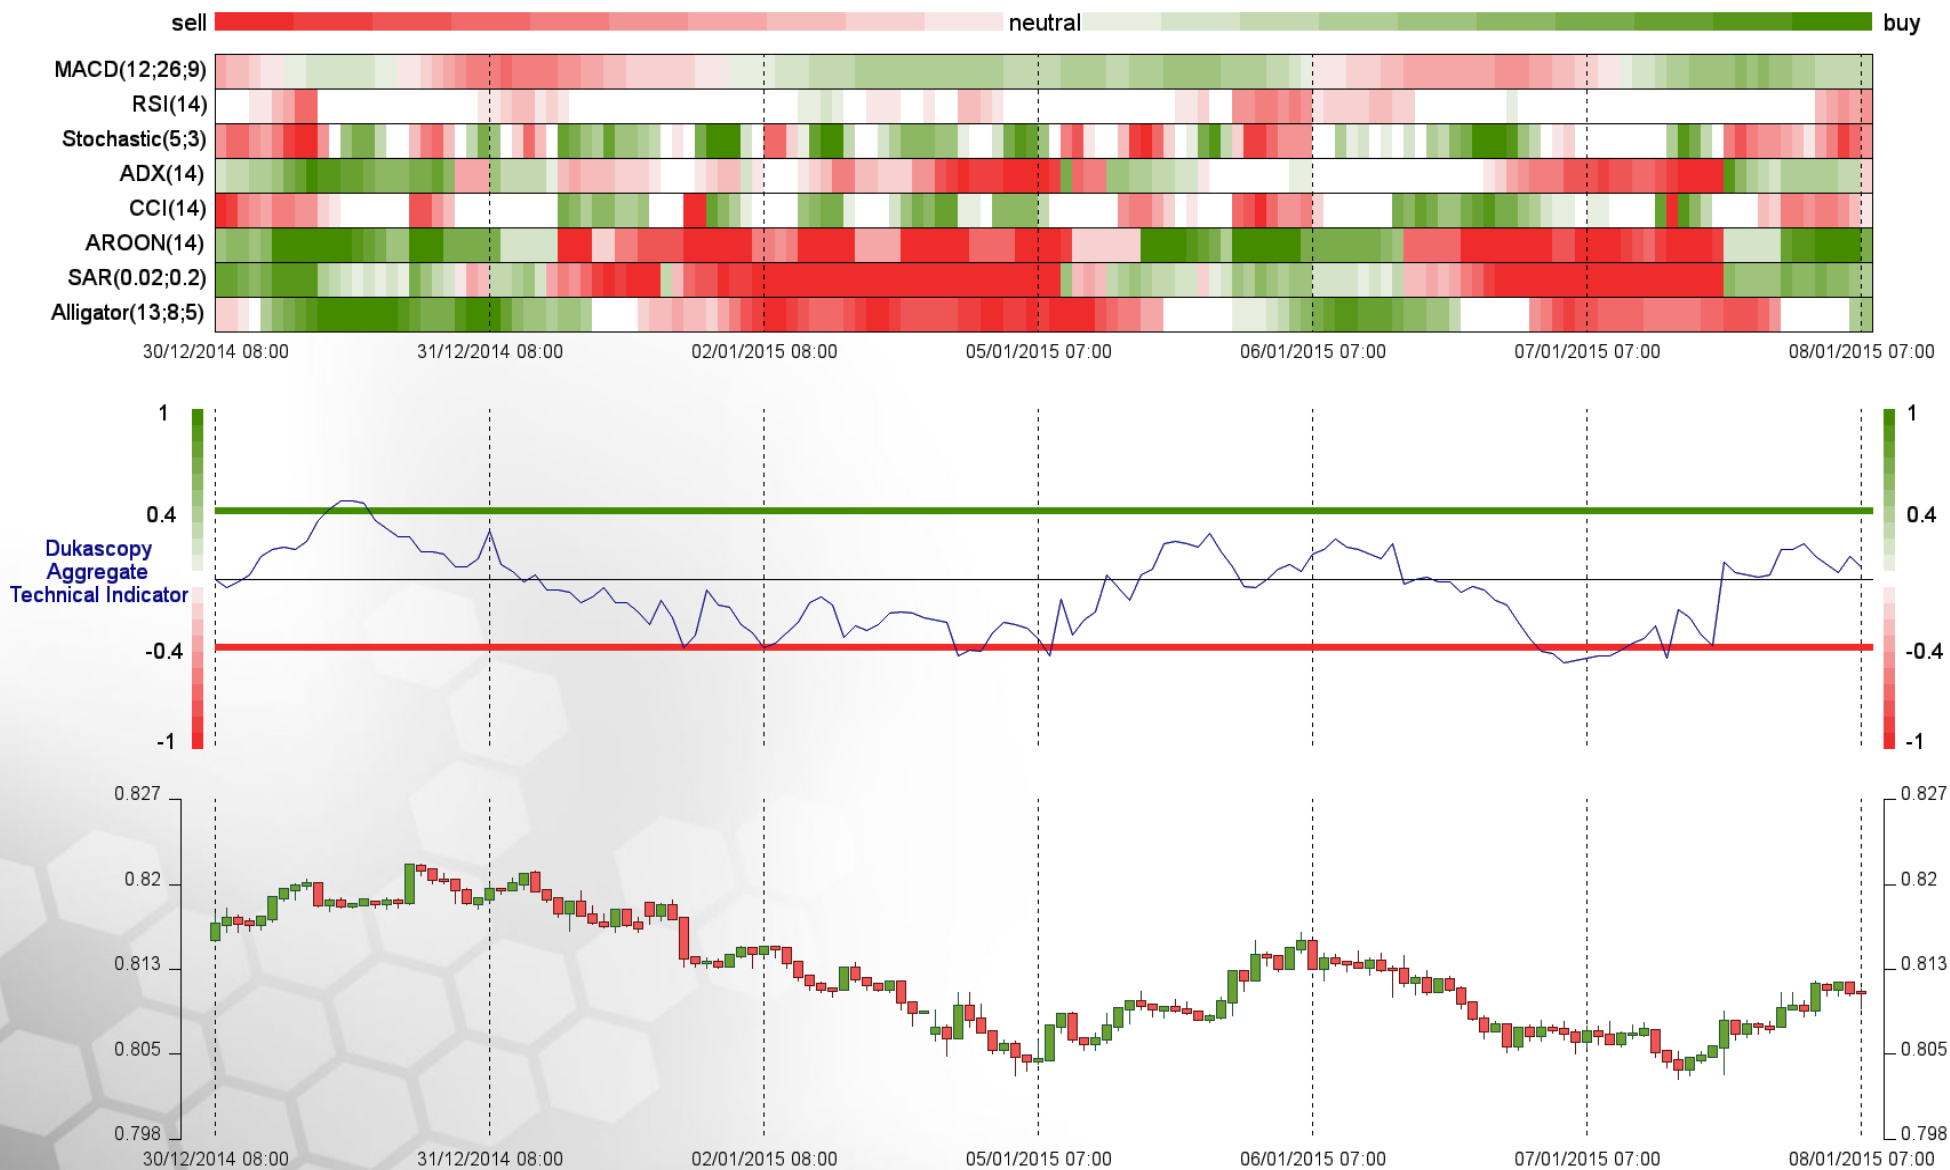 sell neutral buy
MACD(12;26;9)
RSI(14)
Stochastic(5;3)
ADX(14)
CCI(14)
AROON(14)
SAR(0.02;0.2)
Alligator(13;8;5)
30/12/2014 08:00 31/12/2014 08:00 02/01/2015 08:00 05/01/2015 07:00 06/01/2015 07:00 07/01/2015 07:00 08/01/2015 07:00
1 1
0.4 0.4
Dukascopy
Aggregate
Technical Indicator
-0.4 -0.4
-1 -1
0.827 0.827
0.82 0.82
0.813 0.813
0.805 0.805
0.798 0.798
30/12/2014 08:00 31/12/2014 08:00 02/01/2015 08:00 05/01/2015 07:00 06/01/2015 07:00 07/01/2015 07:00 08/01/2015 07:00